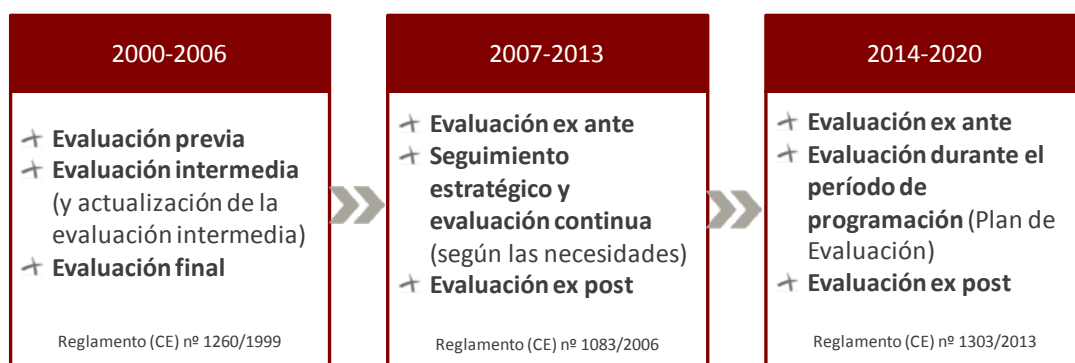 2000-2006
Evaluación previa
Evaluación intermedia
(y actualización de la
evaluación intermedia)
Evaluación final
Reglamento (CE) nº 1260/1999
2007-2013
Evaluación ex ante
Seguimiento
estratégico y
evaluación continua
(según las necesidades)
Evaluación ex post
Reglamento (CE) nº 1083/2006
2014-2020
Evaluación ex ante
Evaluación durante el
período de
programación (Plan de
Evaluación)
Evaluación ex post
Reglamento (CE) nº 1303/2013